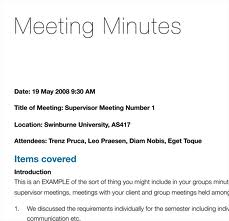 Meeting Minutes
Date: 19 May 2008 9:30 AM
Title of Meeting: Supervisor Meeting Number 1
Location: Swinburne University, AS417
Attendees: Trenz Pruca, Leo Praesen, Diam Nobis, Eget Toque
Items covered
Introduction
This is an EXAMPLE of the sort of thing you might include in your groups minut
supervisor meetings, meetings with your client and group meetings held among
1. We discussed the requirements individually for the semester including indiv
communication etc.